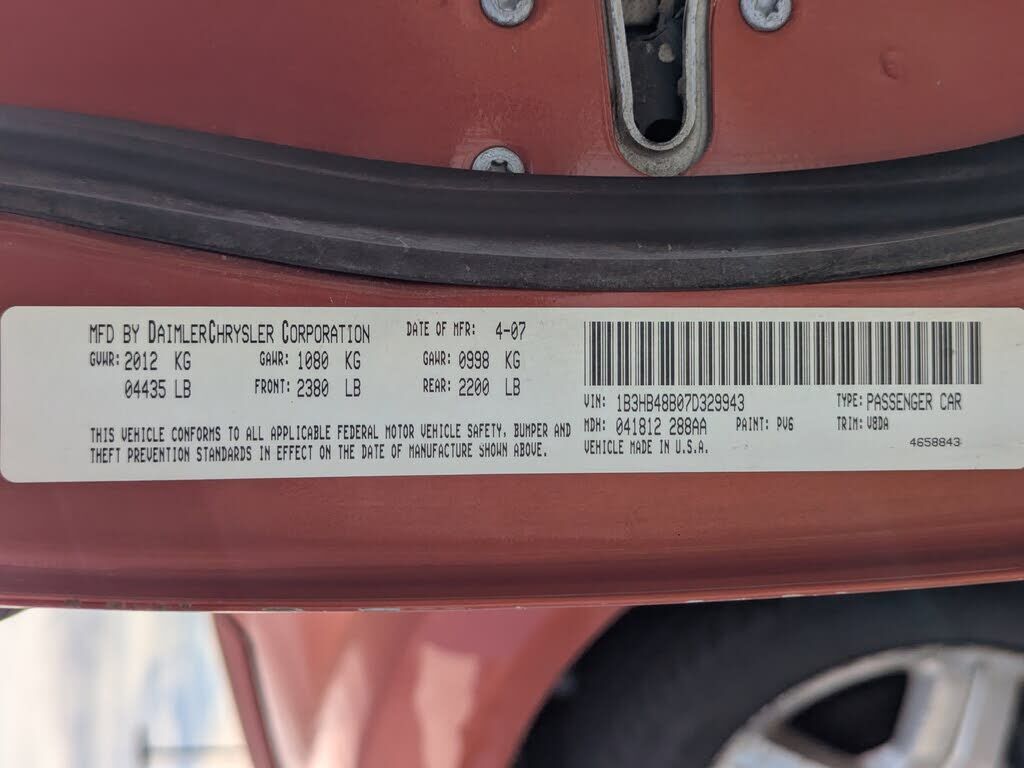 MFD BY DAIMLERCHRYSLER CORPORATION DATE OF MFR: 4-07
GVWR: 2012 KG GAWR: 1080 KG GAWR: 0998 KG
04435 LB FRONT: 2380 LB REAR: 2200 LB
THIS VEHICLE CONFORMS TO ALL APPLICABLE FEDERAL MOTOR VEHICLE SAFETY, BUMPER AND
THEFT PREVENTION STANDARDS IN EFFECT ON THE DATE OF MANUFACTURE SHOWN ABOVE.
VIN: 1B3HB48B07D329943 TYPE: PASSENGER CAR
MDH: 041812 288AA PAINT: PV6 TRIM: V8DA
VEHICLE MADE IN U.S.A. 4658843